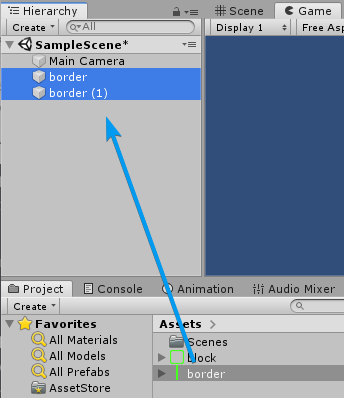 Hierarchy
Create
All
SampleScene*
Main Camera
border
border (1)
Scene
Game
Display 1
Free Asp
Project
Console
Animation
Audio Mixer
Create
Favorites
All Materials
All Models
All Prefabs
AssetStore
Assets
Scenes
block
border